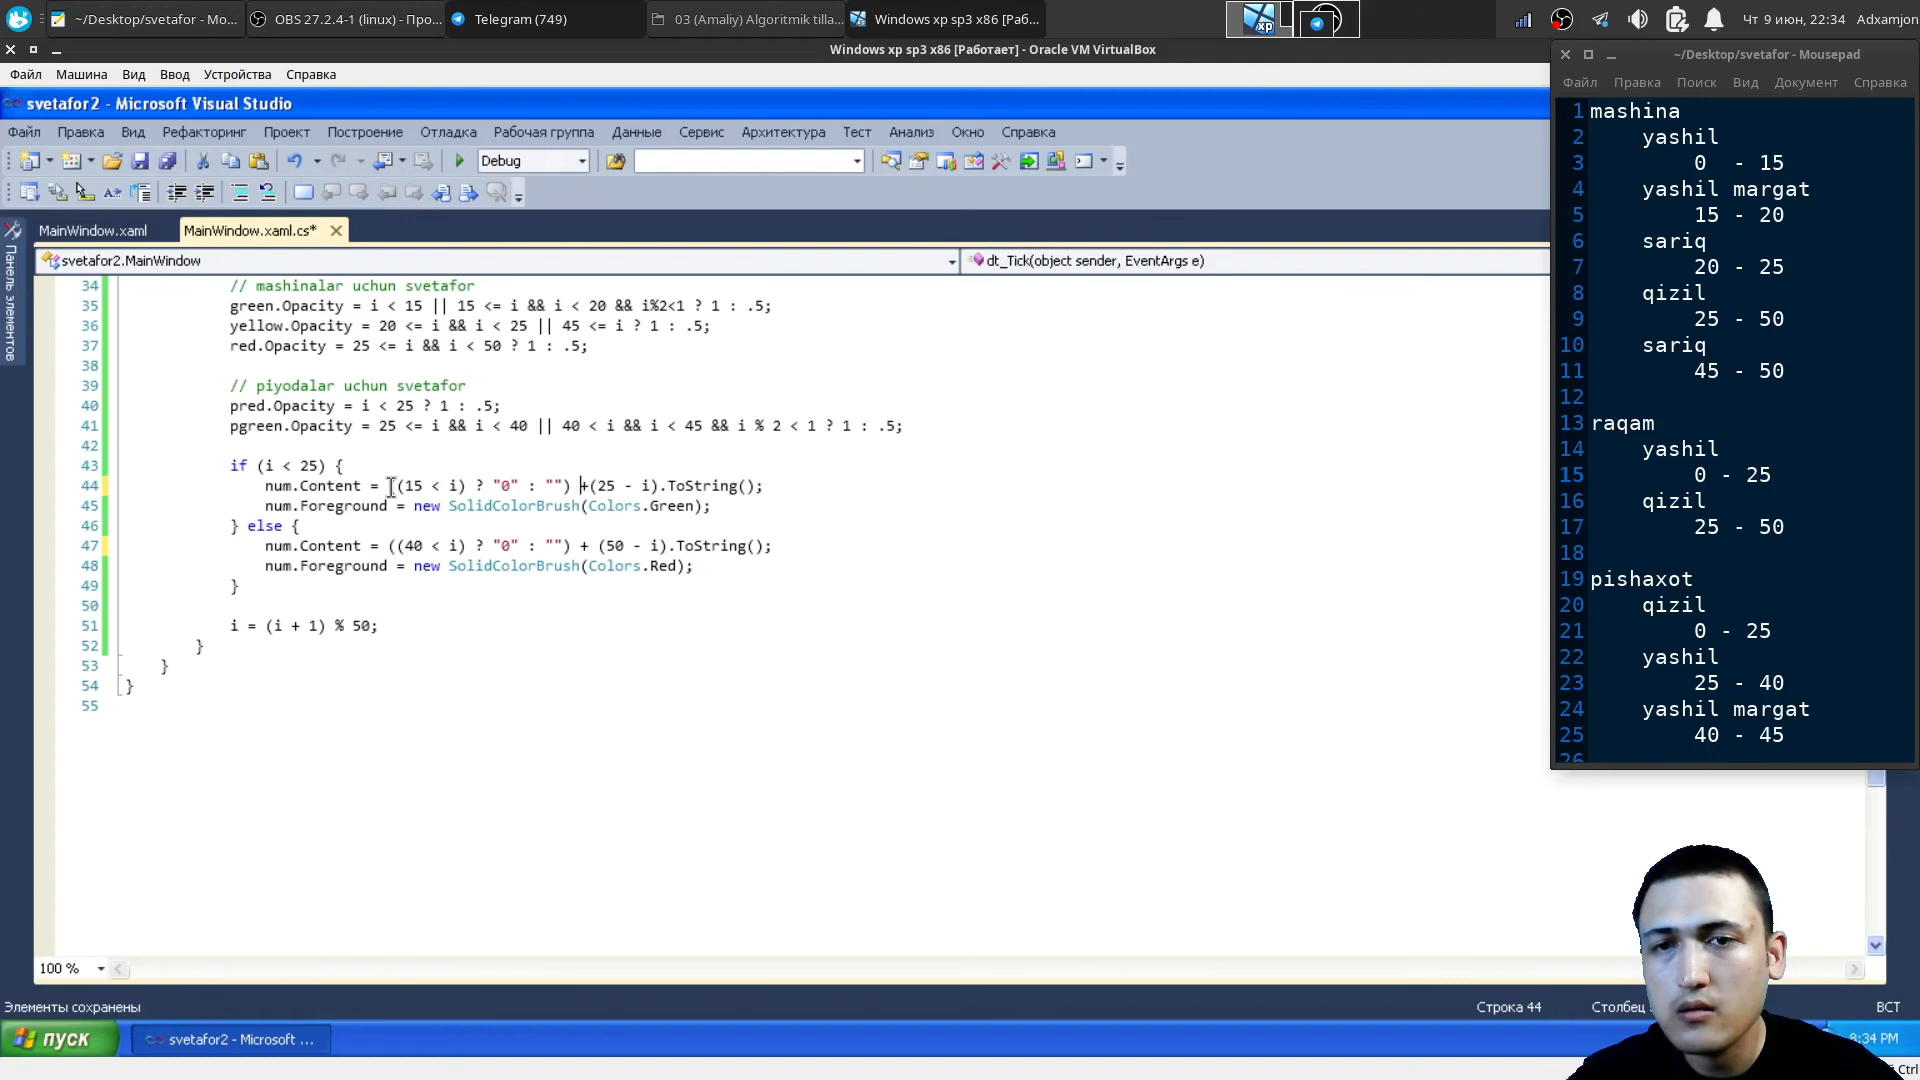 ~/Desktop/svetafor - Mo...
OBS 27.2.4-1 (linux) - Про...
Telegram (749)
03 (Amaliy) Algoritmik tilla...
Windows xp sp3 x86 [Раб...
xp
Чт 9 июн, 22:34
Adxamjon
Windows xp sp3 x86 [Работает] - Oracle VM VirtualBox
Файл Машина Вид Ввод Устройства Справка
svetafor2 - Microsoft Visual Studio
Файл Правка Вид Рефакторинг Проект Построение Отладка Рабочая группа Данные Сервис Архитектура Тест Анализ Окно Справка
Debug
Панель элементов
MainWindow.xaml
MainWindow.xaml.cs*
svetafor2.MainWindow
dt_Tick(object sender, EventArgs e)
34 // mashinalar uchun svetafor
35 green.Opacity = i < 15 || 15 <= i && i < 20 && i%2<1 ? 1 : .5;
36 yellow.Opacity = 20 <= i && i < 25 || 45 <= i ? 1 : .5;
37 red.Opacity = 25 <= i && i < 50 ? 1 : .5;
38
39 // piyodalar uchun svetafor
40 pred.Opacity = i < 25 ? 1 : .5;
41 pgreen.Opacity = 25 <= i && i < 40 || 40 < i && i < 45 && i % 2 < 1 ? 1 : .5;
42
43 if (i < 25) {
44 num.Content = ((15 < i) ? "0" : "") +(25 - i).ToString();
45 num.Foreground = new SolidColorBrush(Colors.Green);
46 } else {
47 num.Content = ((40 < i) ? "0" : "") + (50 - i).ToString();
48 num.Foreground = new SolidColorBrush(Colors.Red);
49 }
50
51 i = (i + 1) % 50;
52 }
53 }
54 }
55
100 %
Элементы сохранены
Строка 44
Столбец
ВСТ
пуск
svetafor2 - Microsoft ...
8:34 PM
Ctrl
~/Desktop/svetafor - Mousepad
Файл Правка Поиск Вид Документ Справка
1 mashina
2 yashil
3 0 - 15
4 yashil margat
5 15 - 20
6 sariq
7 20 - 25
8 qizil
9 25 - 50
10 sariq
11 45 - 50
12
13 raqam
14 yashil
15 0 - 25
16 qizil
17 25 - 50
18
19 pishaxot
20 qizil
21 0 - 25
22 yashil
23 25 - 40
24 yashil margat
25 40 - 45
26